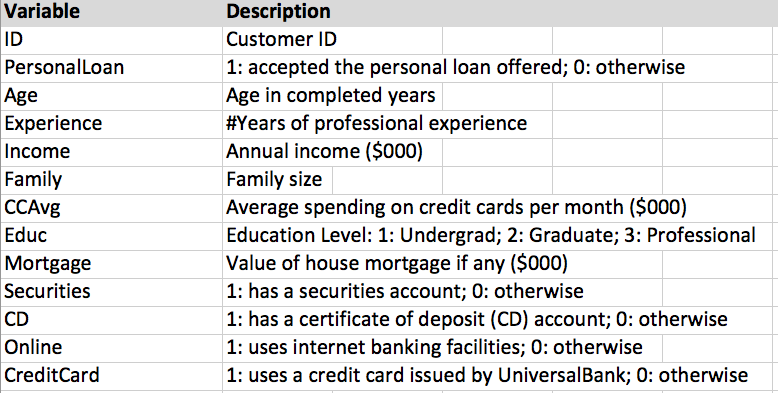 Variable Description
ID Customer ID
PersonalLoan 1: accepted the personal loan offered; 0: otherwise
Age Age in completed years
Experience #Years of professional experience
Income Annual income ($000)
Family Family size
CCAvg Average spending on credit cards per month ($000)
Educ Education Level: 1: Undergrad; 2: Graduate; 3: Professional
Mortgage Value of house mortgage if any ($000)
Securities 1: has a securities account; 0: otherwise
CD 1: has a certificate of deposit (CD) account; 0: otherwise
Online 1: uses internet banking facilities; 0: otherwise
CreditCard 1: uses a credit card issued by UniversalBank; 0: otherwise